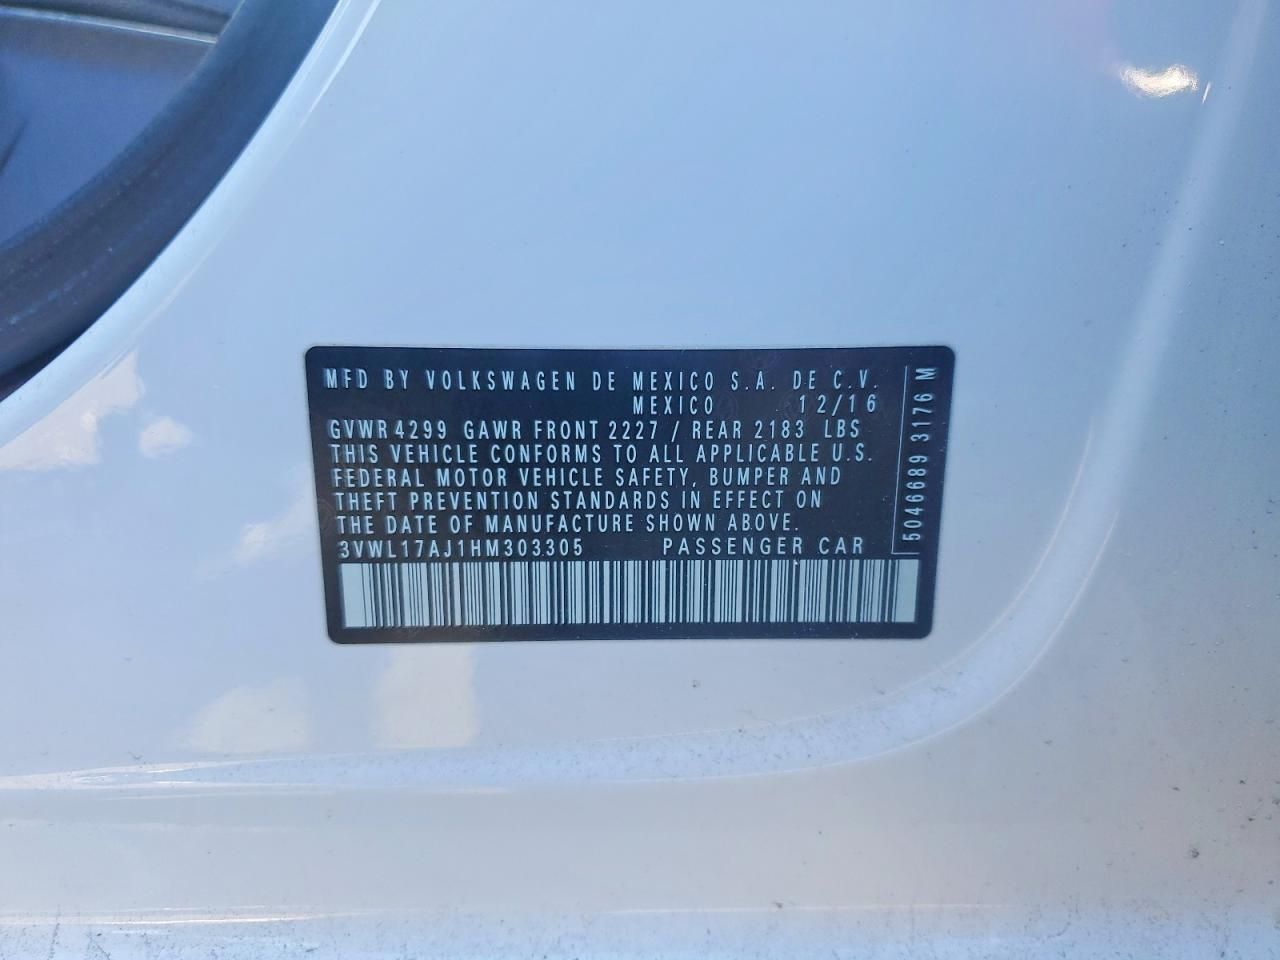 MFD BY VOLKSWAGEN DE MEXICO S.A. DE C.V.
MEXICO 12/16
GVWR 4299 GAWR FRONT 2227 / REAR 2183 LBS
THIS VEHICLE CONFORMS TO ALL APPLICABLE U.S.
FEDERAL MOTOR VEHICLE SAFETY, BUMPER AND
THEFT PREVENTION STANDARDS IN EFFECT ON
THE DATE OF MANUFACTURE SHOWN ABOVE.
3VWL17AJ1HM303305 PASSENGER CAR
5046689 3176 M